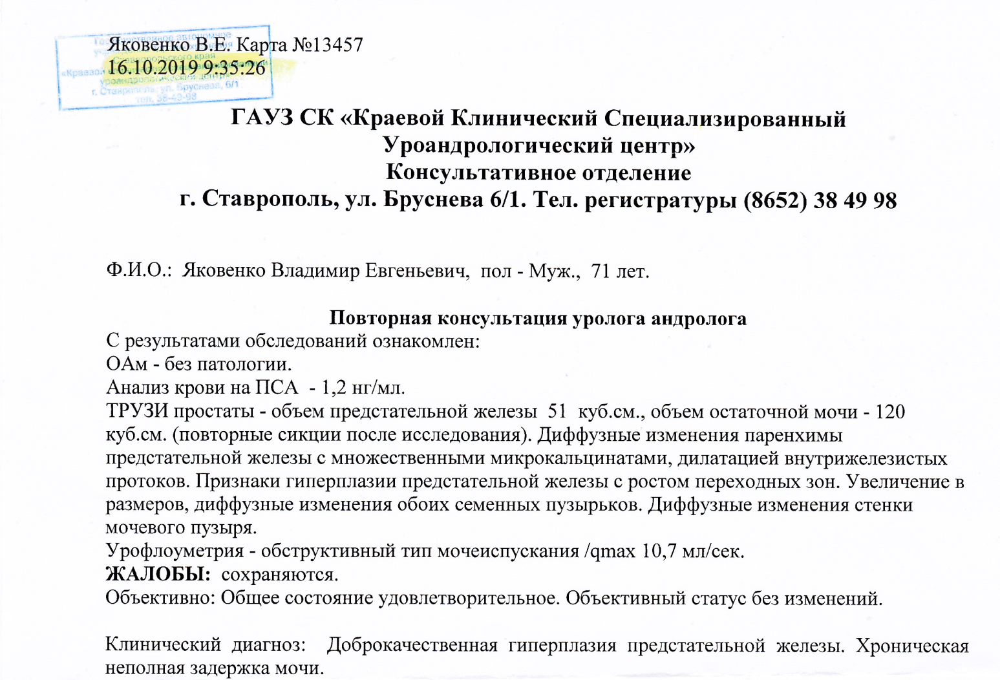 Яковенко В.Е. Карта №13457
16.10.2019 9:35:26
Ставропольского края
г. Ставрополь, ул. Бруснева, 6/1
тел. 38-49-98
ГАУЗ СК «Краевой Клинический Специализированный
Уроандрологический центр»
Консультативное отделение
г. Ставрополь, ул. Бруснева 6/1. Тел. регистратуры (8652) 38 49 98
Ф.И.О.: Яковенко Владимир Евгеньевич, пол - Муж., 71 лет.
Повторная консультация уролога андролога
С результатами обследований ознакомлен:
ОАм - без патологии.
Анализ крови на ПСА - 1,2 нг/мл.
ТРУЗИ простаты - объем предстательной железы 51 куб.см., объем остаточной мочи - 120
куб.см. (повторные сикции после исследования). Диффузные изменения паренхимы
предстательной железы с множественными микрокальцинатами, дилатацией внутрижелезистых
протоков. Признаки гиперплазии предстательной железы с ростом переходных зон. Увеличение в
размеров, диффузные изменения обоих семенных пузырьков. Диффузные изменения стенки
мочевого пузыря.
Урофлоуметрия - обструктивный тип мочеиспускания /qmax 10,7 мл/сек.
ЖАЛОБЫ: сохраняются.
Объективно: Общее состояние удовлетворительное. Объективный статус без изменений.
Клинический диагноз: Доброкачественная гиперплазия предстательной железы. Хроническая
неполная задержка мочи.